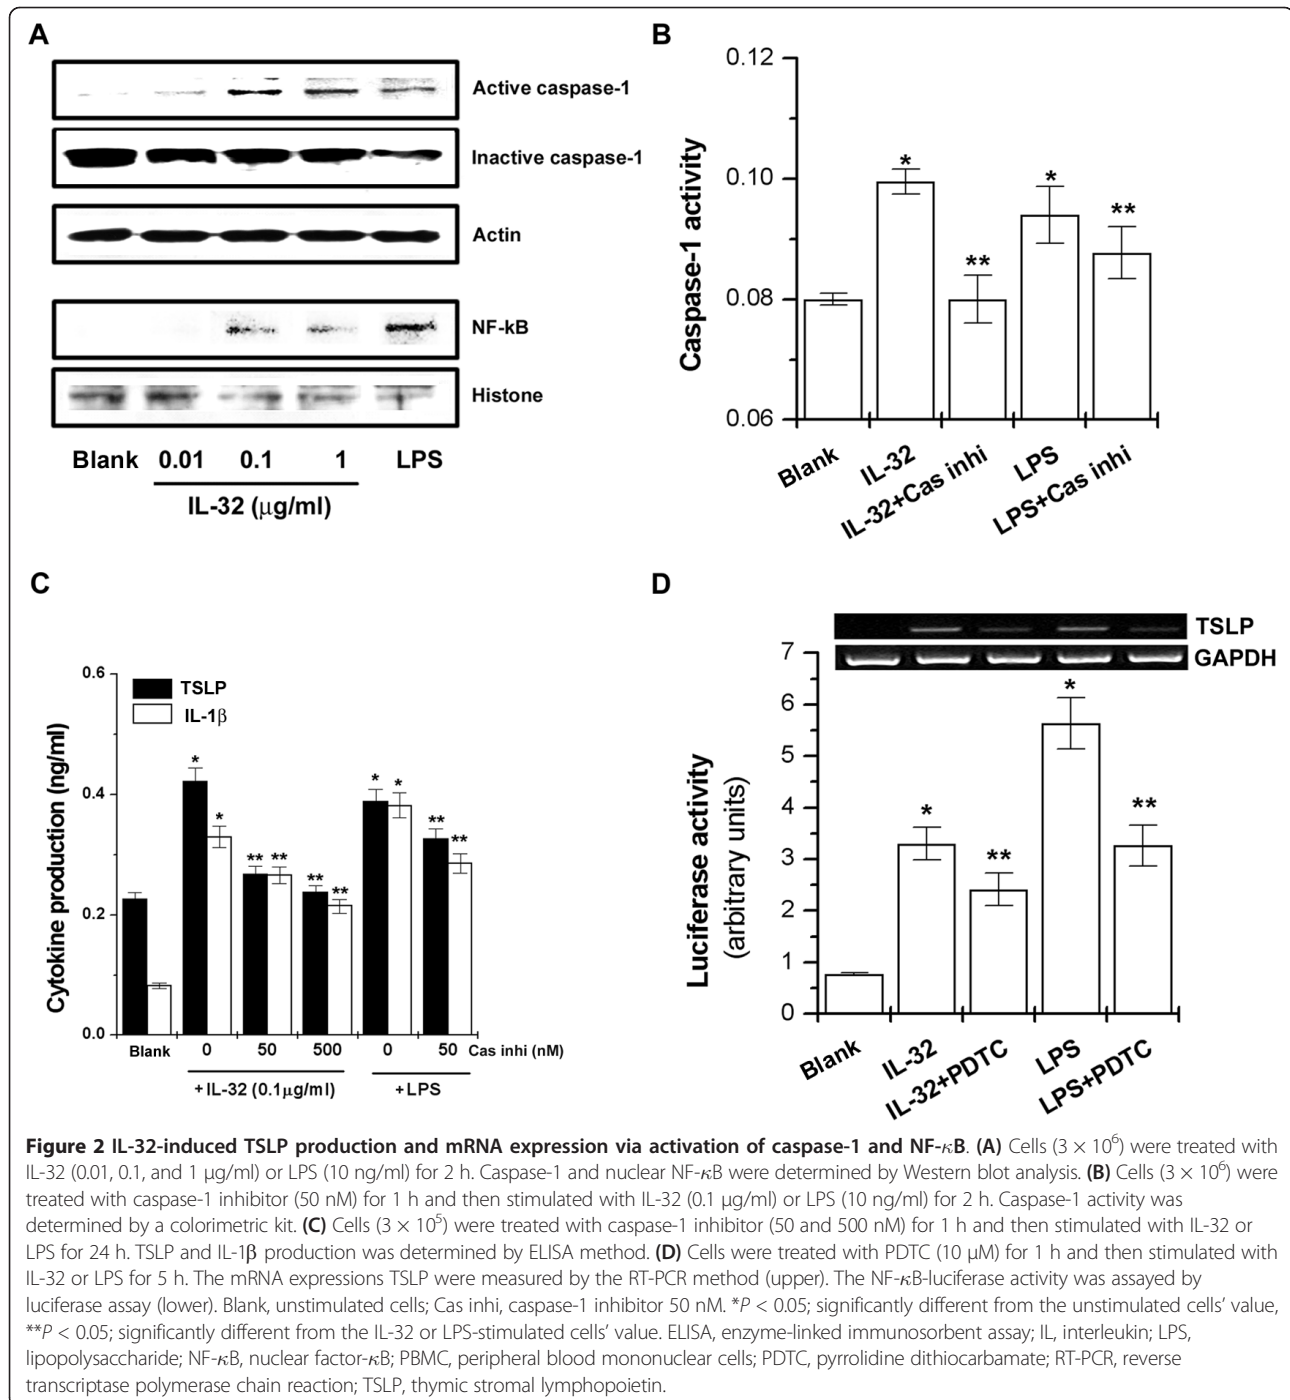 A
Active caspase-1
Inactive caspase-1
Actin
NF-kB
Histone
Blank 0.01 0.1 1 LPS
IL-32 (μg/ml)
B
Caspase-1 activity
0.12
0.10
0.08
0.06
*
**
*
**
Blank
IL-32
IL-32+Cas inhi
LPS
LPS+Cas inhi
C
Cytokine production (ng/ml)
0.6
0.4
0.2
0.0
TSLP
IL-1β
*
*
**
**
**
**
*
*
**
**
Blank 0 50 500 0 50 Cas inhi (nM)
+IL-32 (0.1μg/ml) +LPS
D
TSLP
GAPDH
Luciferase activity
(arbitrary units)
7
6
5
4
3
2
1
0
*
**
*
**
Blank
IL-32
IL-32+PDTC
LPS
LPS+PDTC
Figure 2 IL-32-induced TSLP production and mRNA expression via activation of caspase-1 and NF-κB. (A) Cells (3 × 10⁶) were treated with
IL-32 (0.01, 0.1, and 1 μg/ml) or LPS (10 ng/ml) for 2 h. Caspase-1 and nuclear NF-κB were determined by Western blot analysis. (B) Cells (3 × 10⁶) were
treated with caspase-1 inhibitor (50 nM) for 1 h and then stimulated with IL-32 (0.1 μg/ml) or LPS (10 ng/ml) for 2 h. Caspase-1 activity was
determined by a colorimetric kit. (C) Cells (3 × 10⁵) were treated with caspase-1 inhibitor (50 and 500 nM) for 1 h and then stimulated with IL-32 or
LPS for 24 h. TSLP and IL-1β production was determined by ELISA method. (D) Cells were treated with PDTC (10 μM) for 1 h and then stimulated with
IL-32 or LPS for 5 h. The mRNA expressions TSLP were measured by the RT-PCR method (upper). The NF-κB-luciferase activity was assayed by
luciferase assay (lower). Blank, unstimulated cells; Cas inhi, caspase-1 inhibitor 50 nM. *P < 0.05; significantly different from the unstimulated cells' value,
**P < 0.05; significantly different from the IL-32 or LPS-stimulated cells' value. ELISA, enzyme-linked immunosorbent assay; IL, interleukin; LPS,
lipopolysaccharide; NF-κB, nuclear factor-κB; PBMC, peripheral blood mononuclear cells; PDTC, pyrrolidine dithiocarbamate; RT-PCR, reverse
transcriptase polymerase chain reaction; TSLP, thymic stromal lymphopoietin.